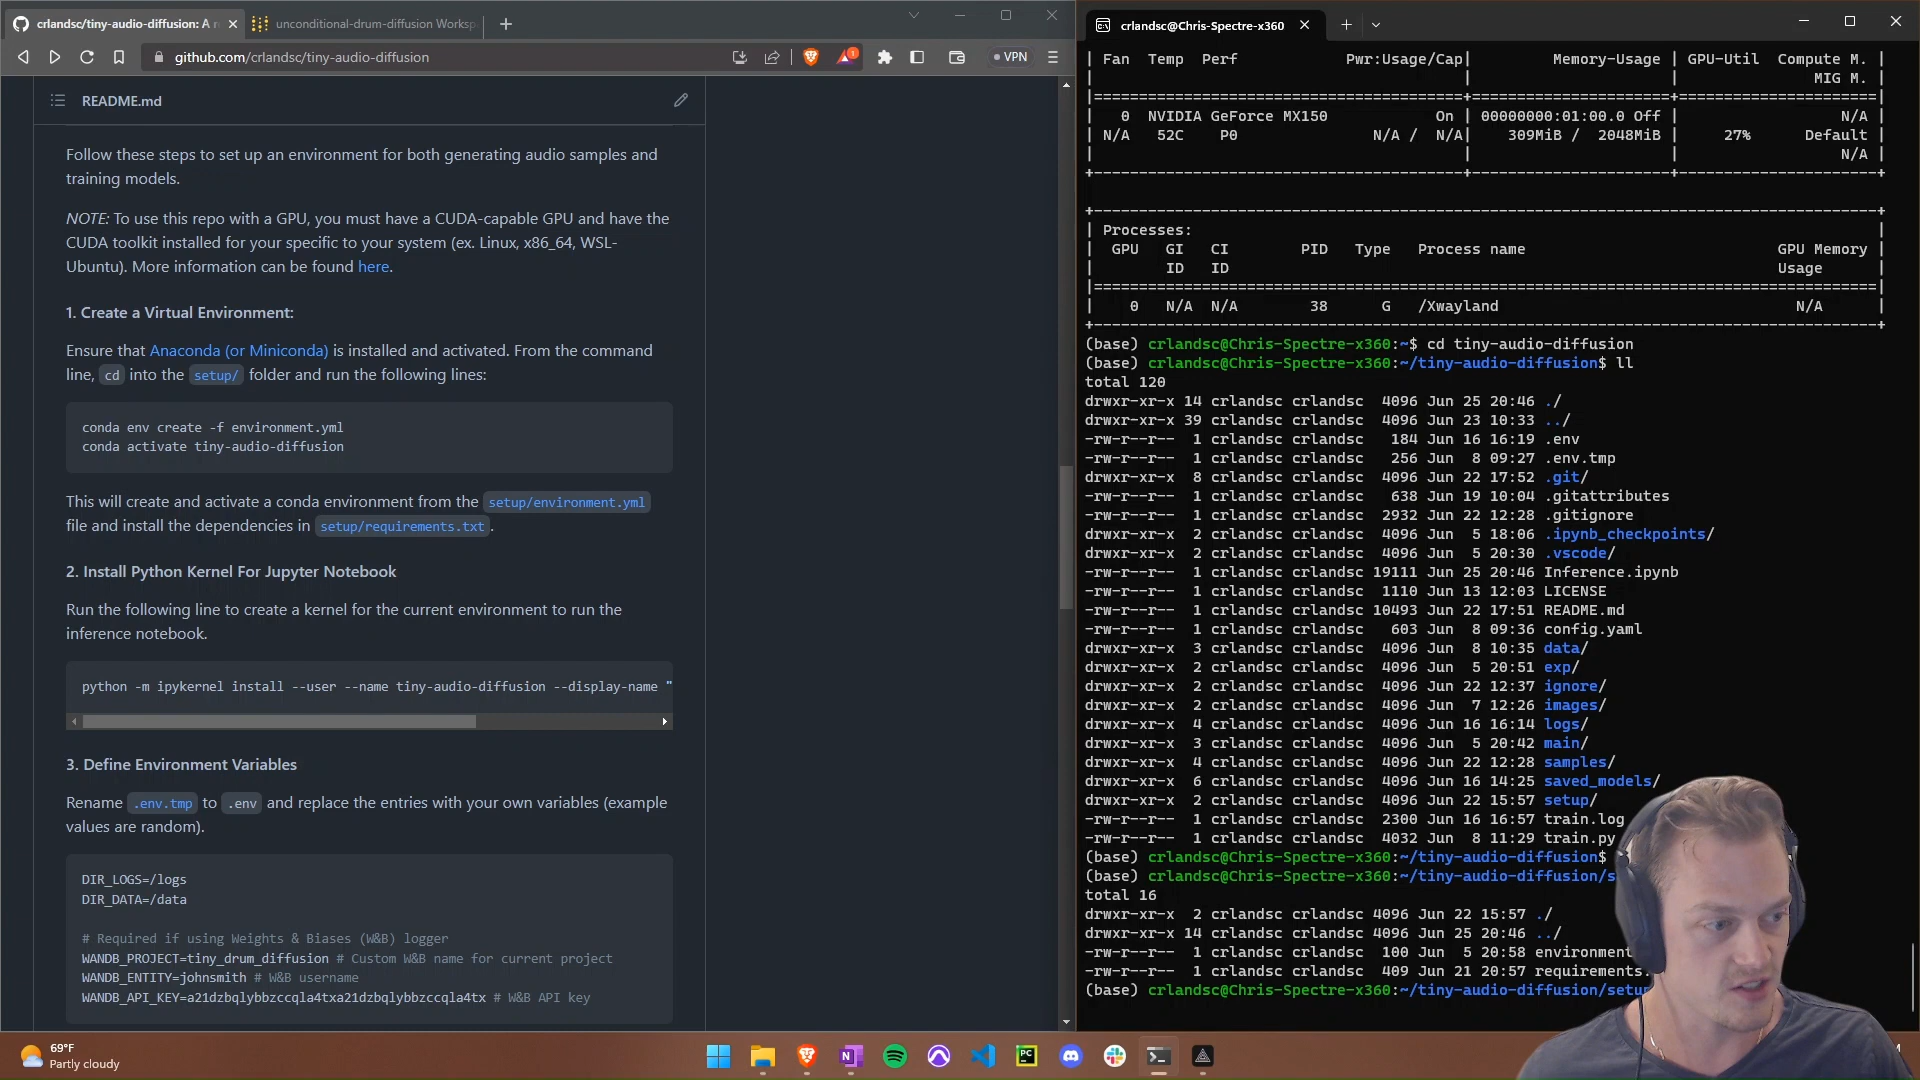 crlandsc/tiny-audio-diffusion: A
unconditional-drum-diffusion Worksp
github.com/crlandsc/tiny-audio-diffusion
1
VPN
README.md
Follow these steps to set up an environment for both generating audio samples and
training models.
NOTE: To use this repo with a GPU, you must have a CUDA-capable GPU and have the
CUDA toolkit installed for your specific to your system (ex. Linux, x86_64, WSL-
Ubuntu). More information can be found here.
1. Create a Virtual Environment:
Ensure that Anaconda (or Miniconda) is installed and activated. From the command
line, cd into the setup/ folder and run the following lines:
conda env create -f environment.yml
conda activate tiny-audio-diffusion
This will create and activate a conda environment from the setup/environment.yml
file and install the dependencies in setup/requirements.txt.
2. Install Python Kernel For Jupyter Notebook
Run the following line to create a kernel for the current environment to run the
inference notebook.
python -m ipykernel install --user --name tiny-audio-diffusion --display-name "
3. Define Environment Variables
Rename .env.tmp to .env and replace the entries with your own variables (example
values are random).
DIR_LOGS=/logs
DIR_DATA=/data
# Required if using Weights & Biases (W&B) logger
WANDB_PROJECT=tiny_drum_diffusion # Custom W&B name for current project
WANDB_ENTITY=johnsmith # W&B username
WANDB_API_KEY=a21dzbqlybbzccqla4txa21dzbqlybbzccqla4tx # W&B API key
crlandsc@Chris-Spectre-x360
| Fan Temp Perf Pwr:Usage/Cap| Memory-Usage | GPU-Util Compute M. |
| | | MIG M. |
|===============================+======================+======================|
| 0 NVIDIA GeForce MX150 On | 00000000:01:00.0 Off | N/A |
| N/A 52C P0 N/A / N/A| 309MiB / 2048MiB | 27% Default |
| | | N/A |
+-------------------------------+----------------------+----------------------+
+-----------------------------------------------------------------------------+
| Processes: |
| GPU GI CI PID Type Process name GPU Memory |
| ID ID Usage |
|=============================================================================|
| 0 N/A N/A 38 G /Xwayland N/A |
+-----------------------------------------------------------------------------+
(base) crlandsc@Chris-Spectre-x360:~$ cd tiny-audio-diffusion
(base) crlandsc@Chris-Spectre-x360:~/tiny-audio-diffusion$ ll
total 120
drwxr-xr-x 14 crlandsc crlandsc 4096 Jun 25 20:46 ./
drwxr-xr-x 39 crlandsc crlandsc 4096 Jun 23 10:33 ../
-rw-r--r-- 1 crlandsc crlandsc 184 Jun 16 16:19 .env
-rw-r--r-- 1 crlandsc crlandsc 256 Jun 8 09:27 .env.tmp
drwxr-xr-x 8 crlandsc crlandsc 4096 Jun 22 17:52 .git/
-rw-r--r-- 1 crlandsc crlandsc 638 Jun 19 10:04 .gitattributes
-rw-r--r-- 1 crlandsc crlandsc 2932 Jun 22 12:28 .gitignore
drwxr-xr-x 2 crlandsc crlandsc 4096 Jun 5 18:06 .ipynb_checkpoints/
drwxr-xr-x 2 crlandsc crlandsc 4096 Jun 5 20:30 .vscode/
-rw-r--r-- 1 crlandsc crlandsc 19111 Jun 25 20:46 Inference.ipynb
-rw-r--r-- 1 crlandsc crlandsc 1110 Jun 13 12:03 LICENSE
-rw-r--r-- 1 crlandsc crlandsc 10493 Jun 22 17:51 README.md
-rw-r--r-- 1 crlandsc crlandsc 603 Jun 8 09:36 config.yaml
drwxr-xr-x 3 crlandsc crlandsc 4096 Jun 8 10:35 data/
drwxr-xr-x 2 crlandsc crlandsc 4096 Jun 5 20:51 exp/
drwxr-xr-x 2 crlandsc crlandsc 4096 Jun 22 12:37 ignore/
drwxr-xr-x 2 crlandsc crlandsc 4096 Jun 7 12:26 images/
drwxr-xr-x 4 crlandsc crlandsc 4096 Jun 16 16:14 logs/
drwxr-xr-x 3 crlandsc crlandsc 4096 Jun 5 20:42 main/
drwxr-xr-x 4 crlandsc crlandsc 4096 Jun 22 12:28 samples/
drwxr-xr-x 6 crlandsc crlandsc 4096 Jun 16 14:25 saved_models/
drwxr-xr-x 2 crlandsc crlandsc 4096 Jun 22 15:57 setup/
-rw-r--r-- 1 crlandsc crlandsc 2300 Jun 16 16:57 train.log
-rw-r--r-- 1 crlandsc crlandsc 4032 Jun 8 11:29 train.py
(base) crlandsc@Chris-Spectre-x360:~/tiny-audio-diffusion$
(base) crlandsc@Chris-Spectre-x360:~/tiny-audio-diffusion/s
total 16
drwxr-xr-x 2 crlandsc crlandsc 4096 Jun 22 15:57 ./
drwxr-xr-x 14 crlandsc crlandsc 4096 Jun 25 20:46 ../
-rw-r--r-- 1 crlandsc crlandsc 100 Jun 5 20:58 environment
-rw-r--r-- 1 crlandsc crlandsc 409 Jun 21 20:57 requirements.
(base) crlandsc@Chris-Spectre-x360:~/tiny-audio-diffusion/setup
69°F
Partly cloudy